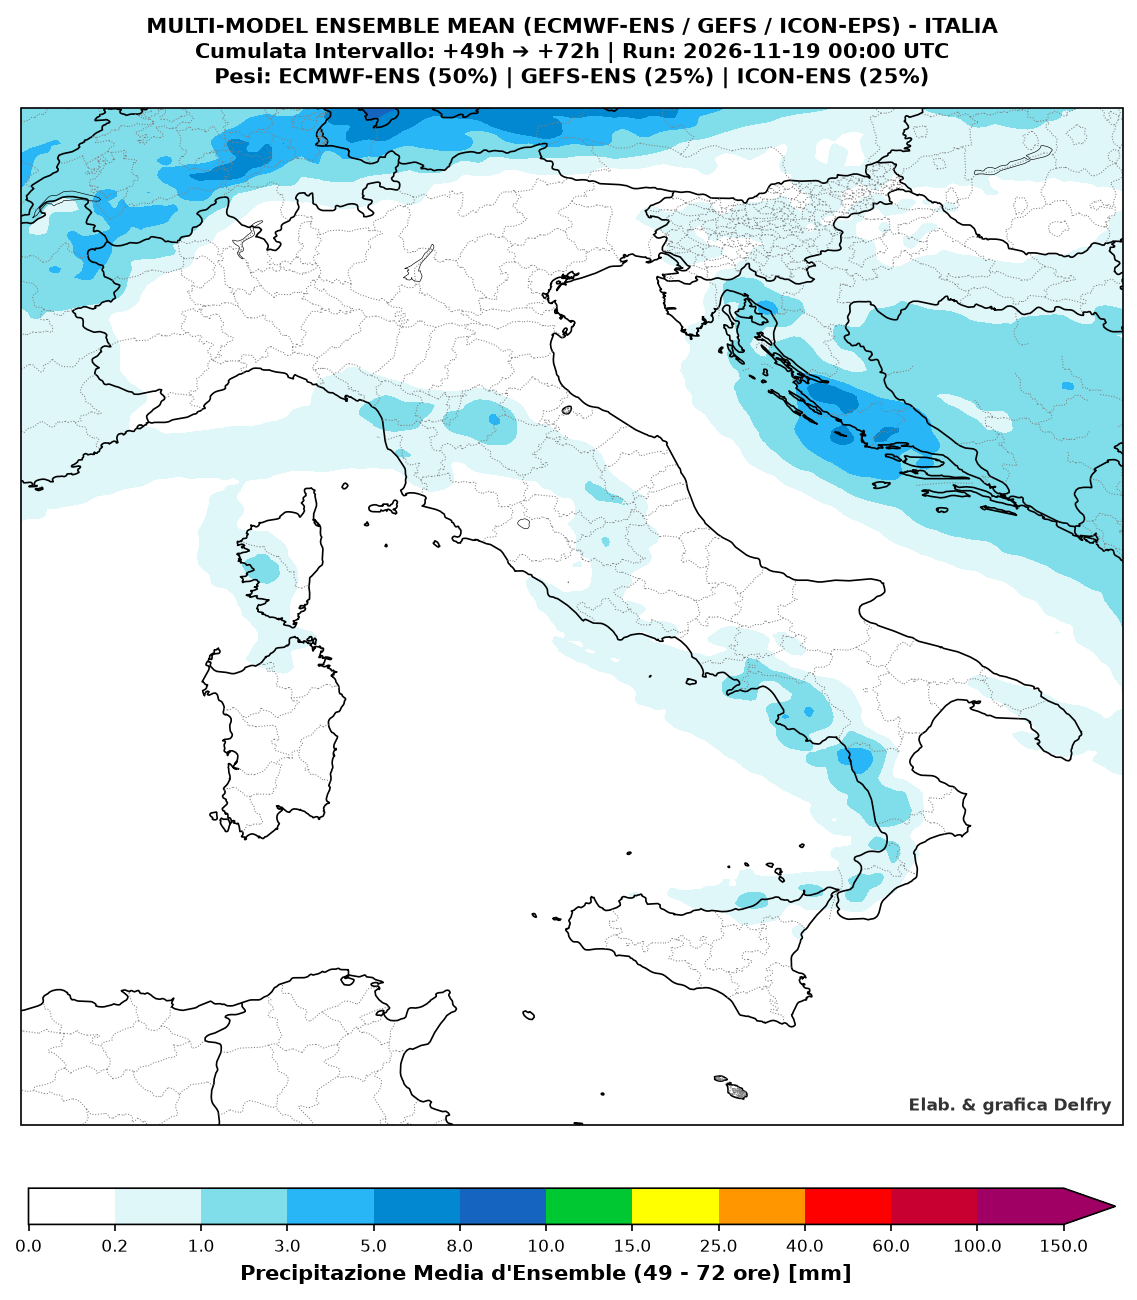 MULTI-MODEL ENSEMBLE MEAN (ECMWF-ENS / GEFS / ICON-EPS) - ITALIA
Cumulata Intervallo: +49h → +72h | Run: 2026-11-19 00:00 UTC
Pesi: ECMWF-ENS (50%) | GEFS-ENS (25%) | ICON-ENS (25%)
Elab. & grafica Delfry
0.0 0.2 1.0 3.0 5.0 8.0 10.0 15.0 25.0 40.0 60.0 100.0 150.0
Precipitazione Media d'Ensemble (49 - 72 ore) [mm]